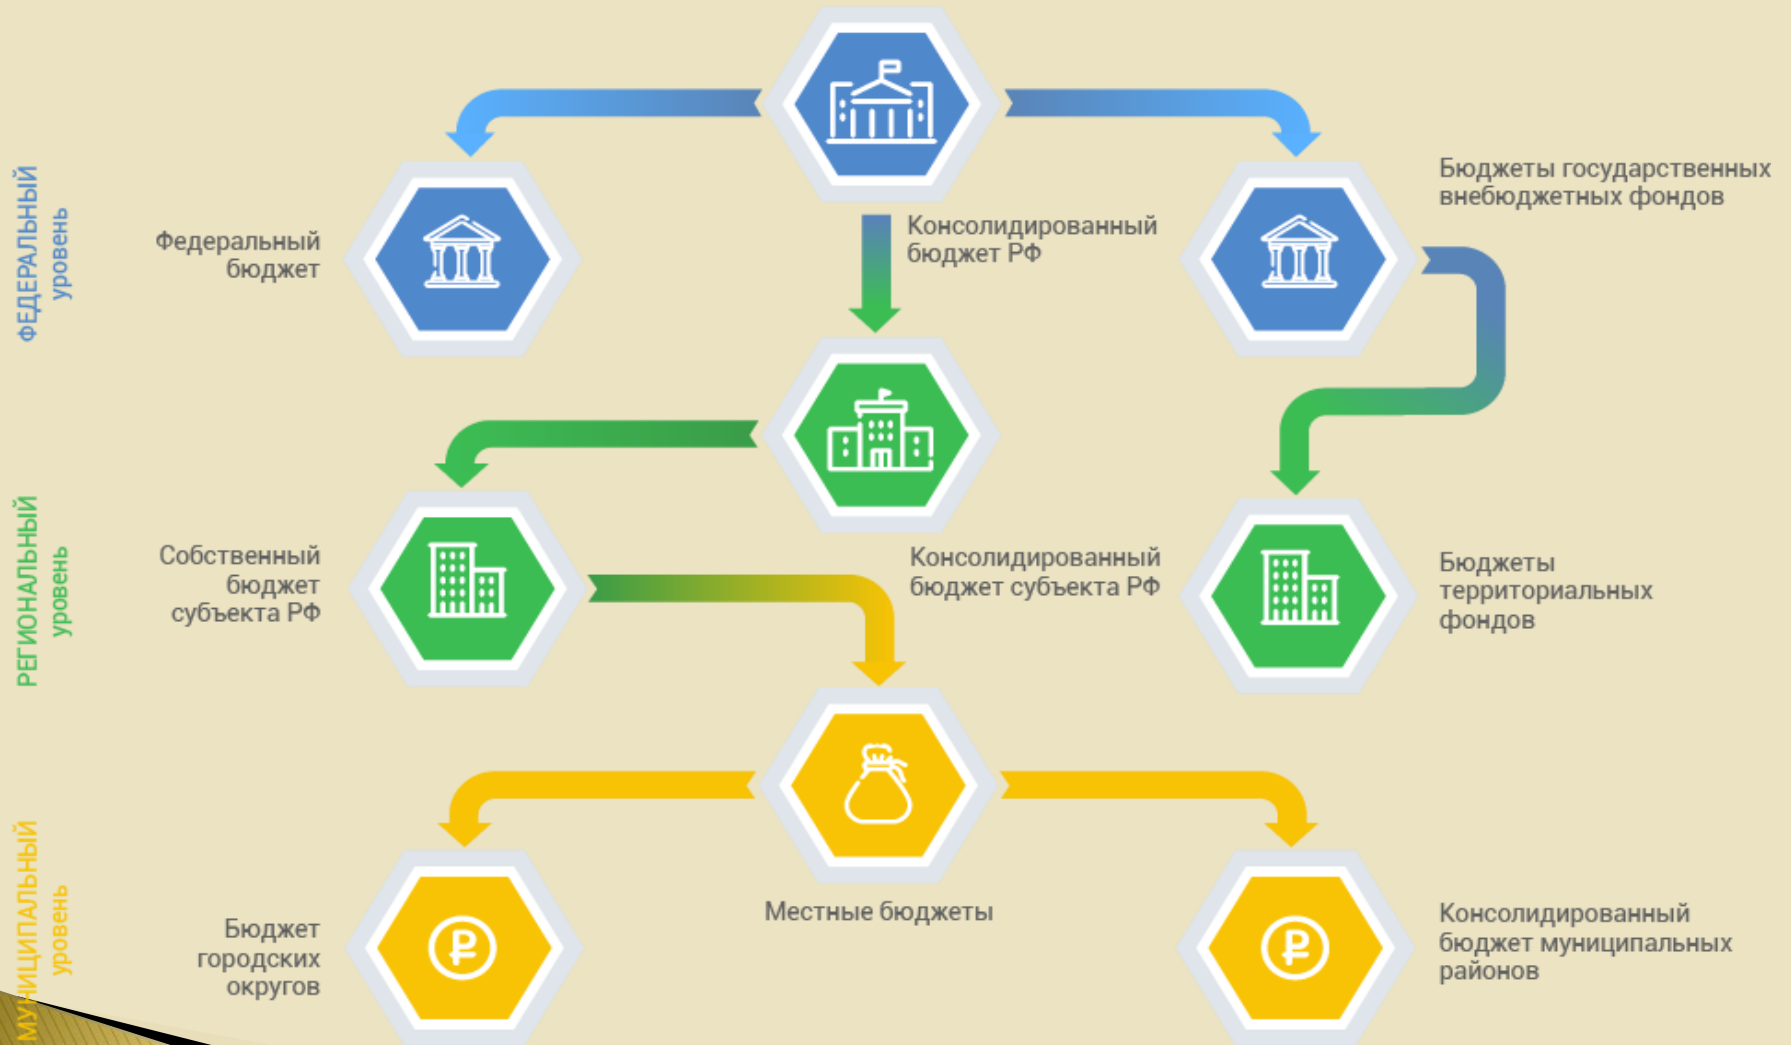 ФЕДЕРАЛЬНЫЙ
уровень
Федеральный
бюджет
Консолидированный
бюджет РФ
Бюджеты государственных
внебюджетных фондов
РЕГИОНАЛЬНЫЙ
уровень
Собственный
бюджет
субъекта РФ
Консолидированный
бюджет субъекта РФ
Бюджеты
территориальных
фондов
МУНИЦИПАЛЬНЫЙ
уровень
Местные бюджеты
Бюджет
городских
округов
Консолидированный
бюджет муниципальных
районов